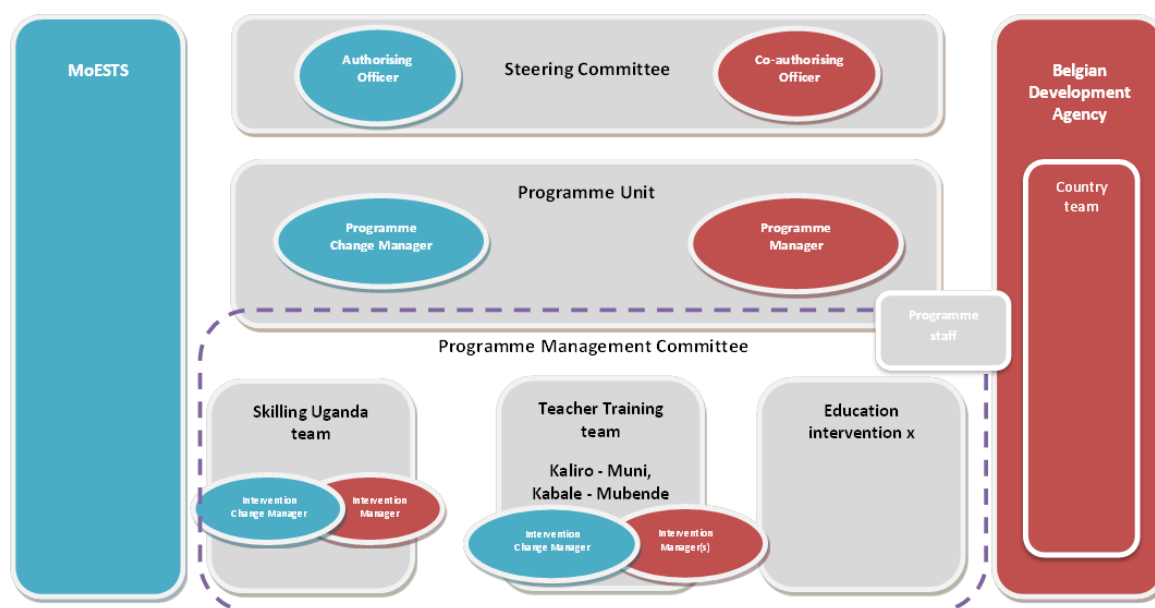 MoESTS
Authorising
Officer
Steering Committee
Co-authorising
Officer
Belgian
Development
Agency
Country
team
Programme Unit
Programme
Change Manager
Programme
Manager
Programme
staff
Programme Management Committee
Skilling Uganda
team
Intervention
Change Manager
Intervention
Manager
Teacher Training
team
Kaliro - Muni,
Kabale - Mubende
Intervention
Change Manager
Intervention
Manager(s)
Education
intervention x